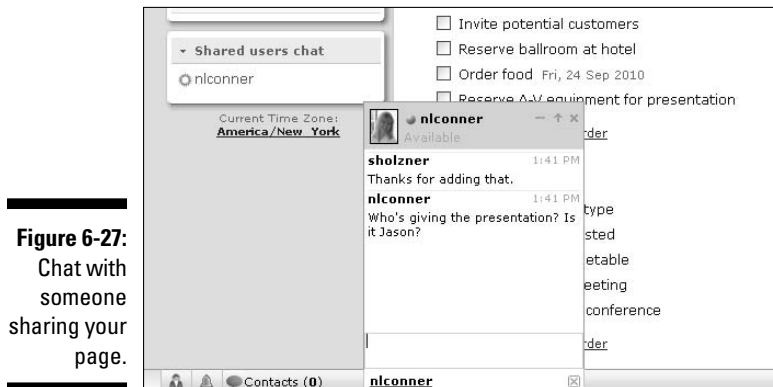 Figure 6-27:
Chat with
someone
sharing your
page.
Shared users chat
nlconner
Current Time Zone:
America/New York
Invite potential customers
Reserve ballroom at hotel
Order food Fri, 24 Sep 2010
Reserve A-V equipment for presentation
rder
nlconner
Available
sholzner 1:41 PM
Thanks for adding that.
nlconner 1:41 PM
Who's giving the presentation? Is
it Jason?
type
sted
etable
eeting
conference
rder
Contacts (0)
nlconner